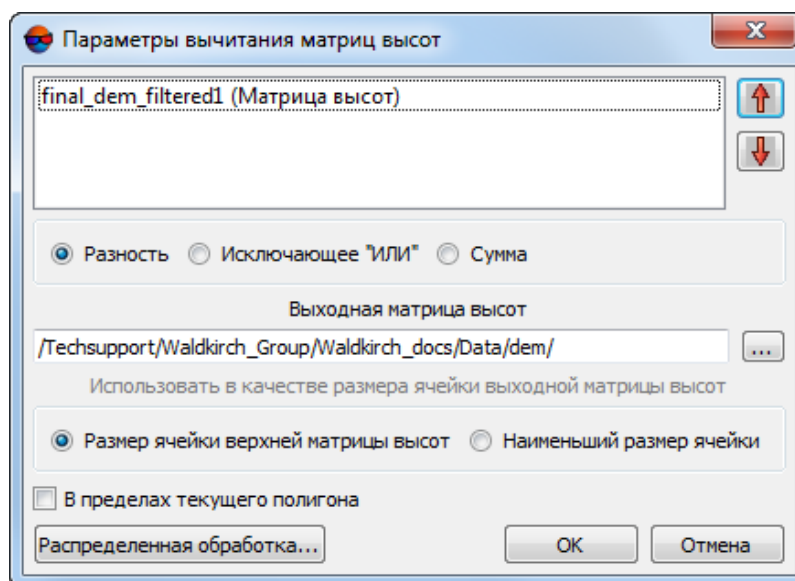 Параметры вычитания матриц высот
final_dem_filtered1 (Матрица высот)
Разность Исключающее "ИЛИ" Сумма
Выходная матрица высот
/Techsupport/Waldkirch_Group/Waldkirch_docs/Data/dem/ ...
Использовать в качестве размера ячейки выходной матрицы высот
Размер ячейки верхней матрицы высот Наименьший размер ячейки
В пределах текущего полигона
Распределенная обработка... OK Отмена